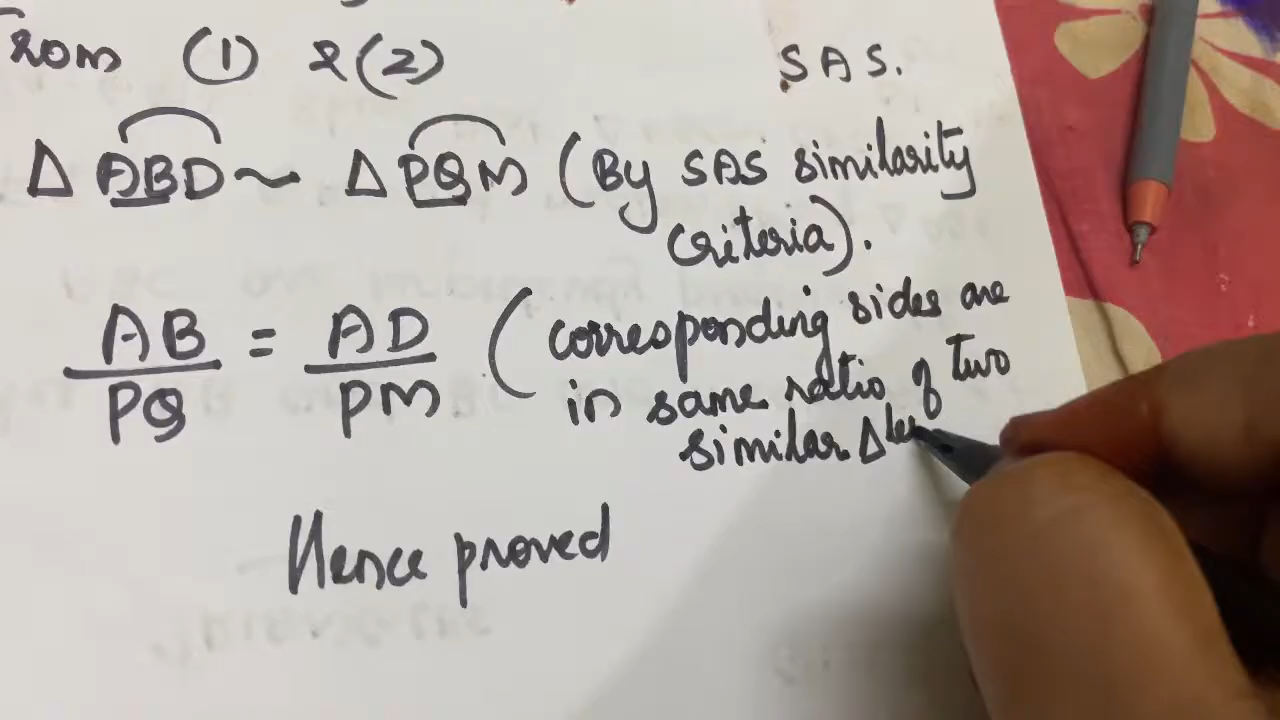 From (1) & (2)
SAS.
Δ ABD ~ Δ PQM (By SAS similarity
criteria).
AB/PQ = AD/PM (corresponding sides are
in same ratio of two
similar Δles
Hence proved